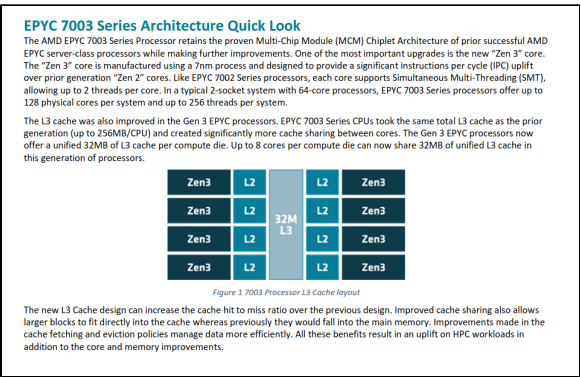 EPYC 7003 Series Architecture Quick Look
The AMD EPYC 7003 Series Processor retains the proven Multi-Chip Module (MCM) Chiplet Architecture of prior successful AMD
EPYC server-class processors while making further improvements. One of the most important upgrades is the new "Zen 3" core.
The "Zen 3" core is manufactured using a 7nm process and designed to provide a significant instructions per cycle (IPC) uplift
over prior generation "Zen 2" cores. Like EPYC 7002 Series processors, each core supports Simultaneous Multi-Threading (SMT),
allowing up to 2 threads per core. In a typical 2-socket system with 64-core processors, EPYC 7003 Series processors offer up to
128 physical cores per system and up to 256 threads per system.
The L3 cache was also improved in the Gen 3 EPYC processors. EPYC 7003 Series CPUs took the same total L3 cache as the prior
generation (up to 256MB/CPU) and created significantly more cache sharing between cores. The Gen 3 EPYC processors now
offer a unified 32MB of L3 cache per compute die. Up to 8 cores per compute die can now share 32MB of unified L3 cache in
this generation of processors.
Zen3 L2 L2 Zen3
Zen3 L2 32M L2 Zen3
L3
Zen3 L2 L2 Zen3
Zen3 L2 L2 Zen3
Figure 1 7003 Processor L3 Cache layout
The new L3 Cache design can increase the cache hit to miss ratio over the previous design. Improved cache sharing also allows
larger blocks to fit directly into the cache whereas previously they would fall into the main memory. Improvements made in the
cache fetching and eviction policies manage data more efficiently. All these benefits result in an uplift on HPC workloads in
addition to the core and memory improvements.